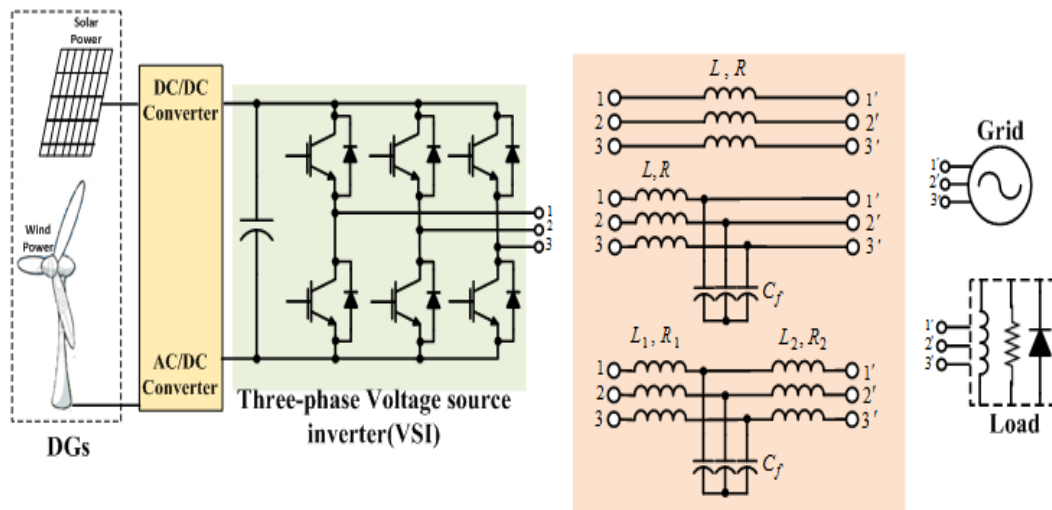 Solar
Power
Wind
Power
DGs
DC/DC
Converter
AC/DC
Converter
1
2
3
Three-phase Voltage source
inverter(VSI)
L , R
1 1′
2 2′
3 3′
L,R
1 1′
2 2′
3 3′
C_f
L₁, R₁ L₂, R₂
1 1′
2 2′
3 3′
C_f
Grid
1′
2′
3′
1′
2′
3′
Load